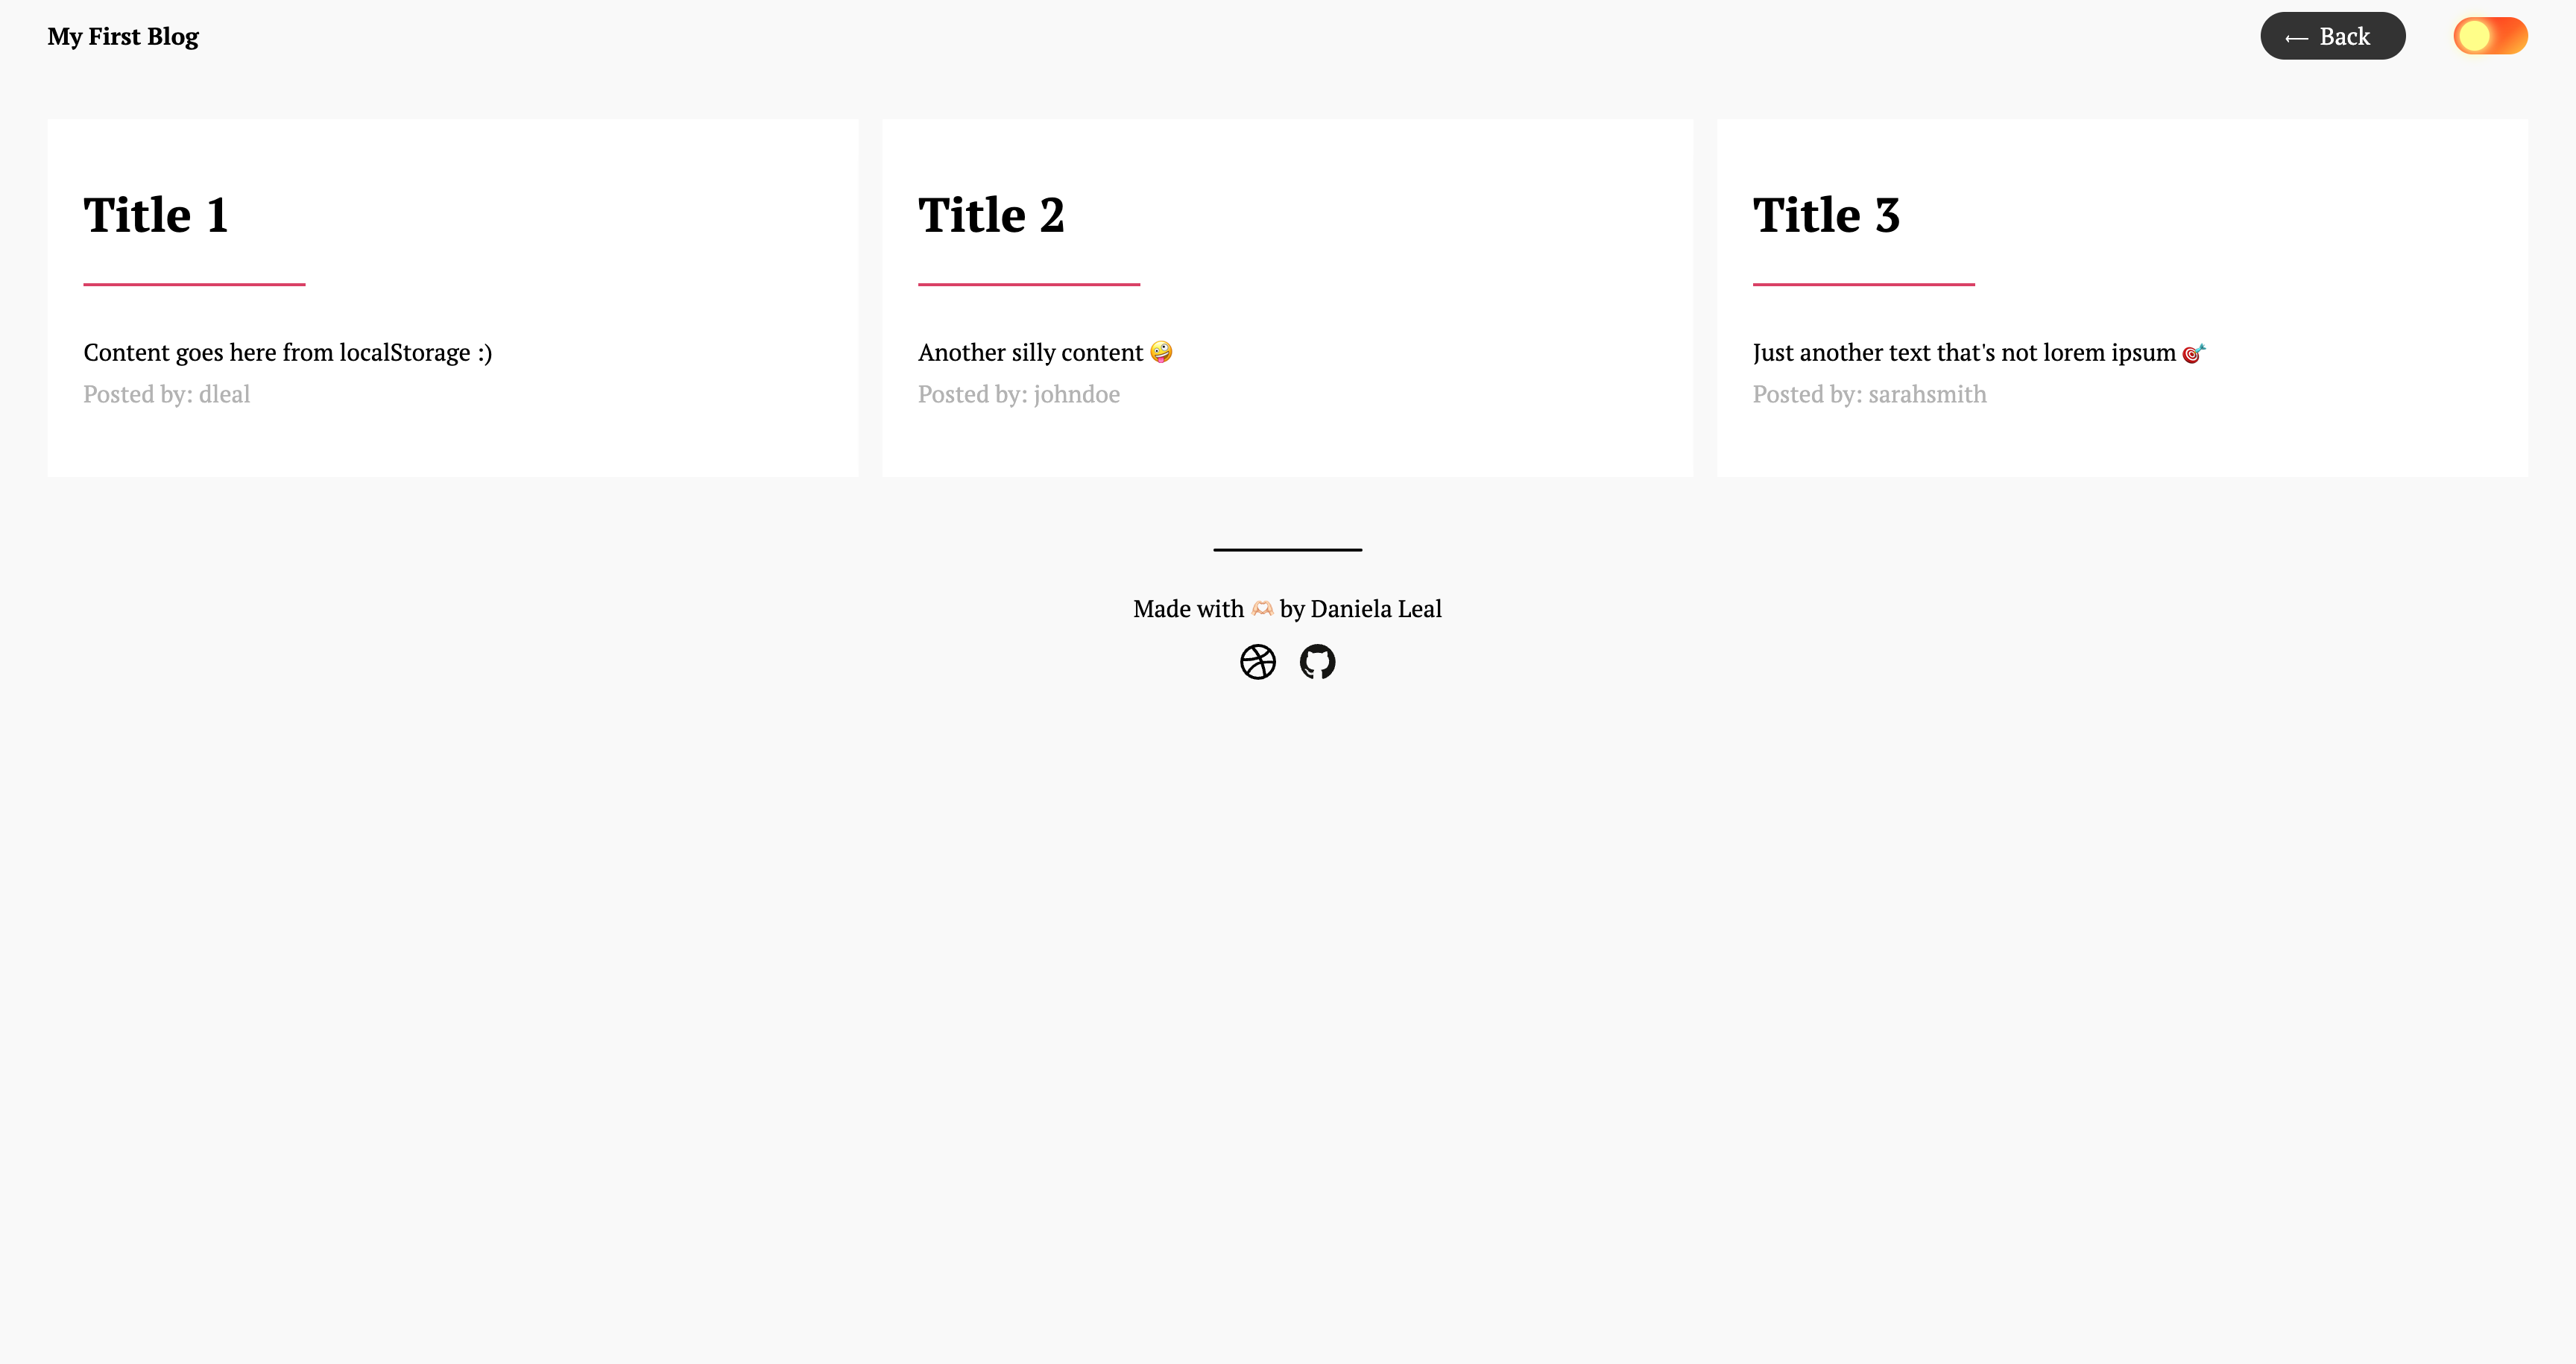 My First Blog
← Back
Title 1
Content goes here from localStorage :)
Posted by: dleal
Title 2
Another silly content 🤪
Posted by: johndoe
Title 3
Just another text that's not lorem ipsum 🎯
Posted by: sarahsmith
Made with 🫶🏻 by Daniela Leal